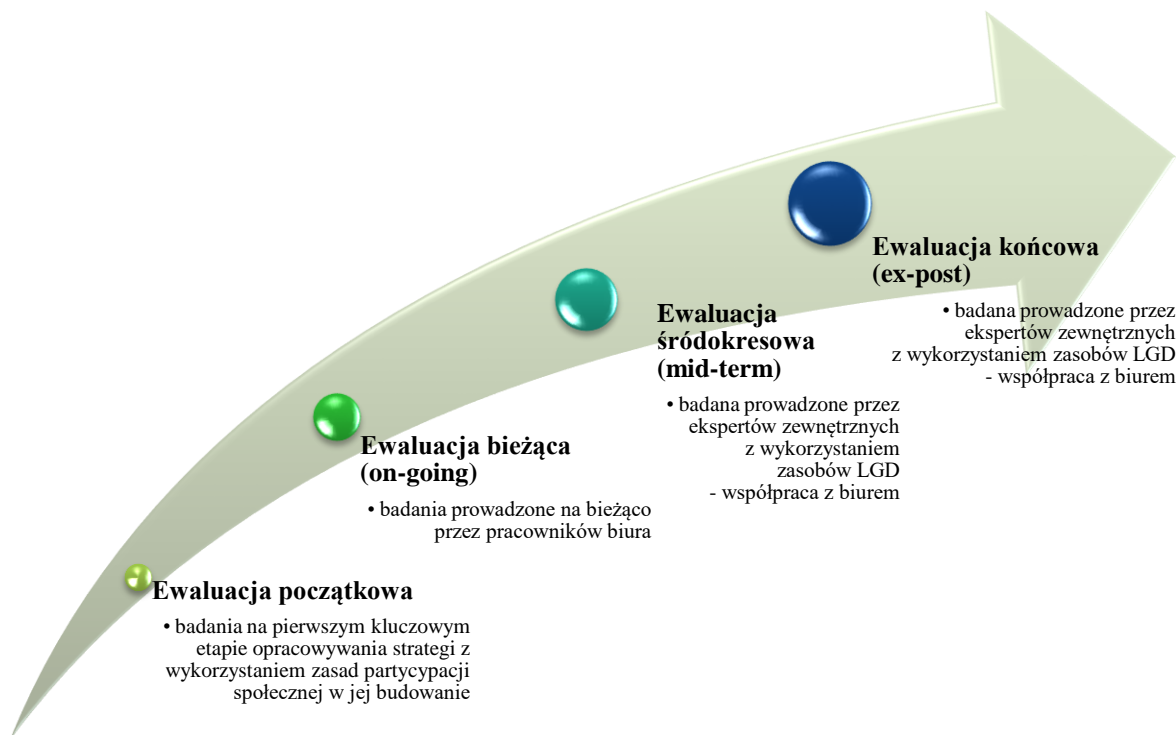 Ewaluacja początkowa
• badania na pierwszym kluczowym
etapie opracowywania strategi z
wykorzystaniem zasad partycypacji
społecznej w jej budowanie
Ewaluacja bieżąca
(on-going)
• badania prowadzone na bieżąco
przez pracowników biura
Ewaluacja
śródokresowa
(mid-term)
• badana prowadzone przez
ekspertów zewnętrznych
z wykorzystaniem
zasobów LGD
- współpraca z biurem
Ewaluacja końcowa
(ex-post)
• badana prowadzone przez
ekspertów zewnętrznych
z wykorzystaniem zasobów LGD
- współpraca z biurem